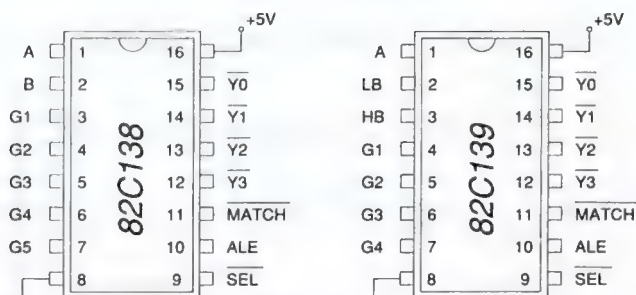 +5V +5V
A 1 16 A 1 16
B 2 15 Y0 LB 2 15 Y0
G1 3 14 Y1 HB 3 14 Y1
G2 4 13 Y2 G1 4 13 Y2
G3 5 12 Y3 G2 5 12 Y3
G4 6 11 MATCH G3 6 11 MATCH
G5 7 10 ALE G4 7 10 ALE
8 9 SEL 8 9 SEL
82C138 82C139